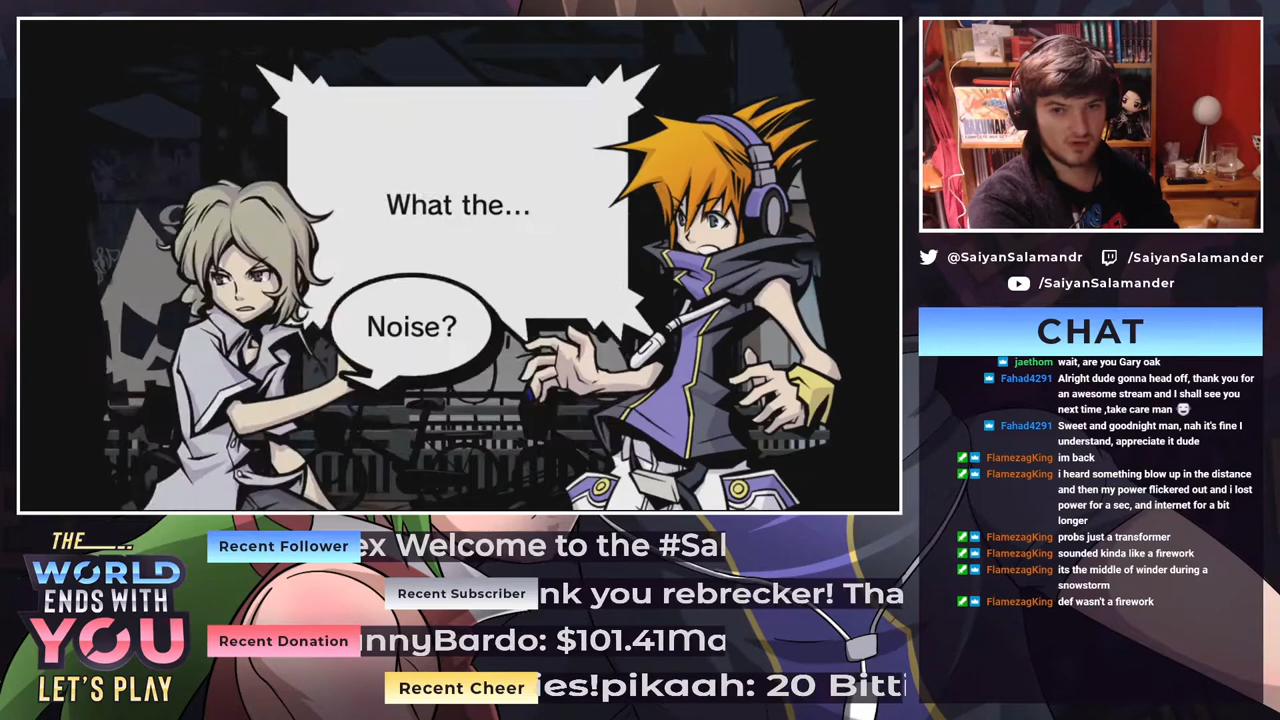 What the...
Noise?
BAKUMAN
@SaiyanSalamandr
/SaiyanSalamander
/SaiyanSalamander
CHAT
jaethom wait, are you Gary oak
Fahad4291 Alright dude gonna head off, thank you for
an awesome stream and I shall see you
next time ,take care man
Fahad4291 Sweet and goodnight man, nah it's fine I
understand, appreciate it dude
FlamezagKing im back
FlamezagKing i heard something blow up in the distance
and then my power flickered out and i lost
power for a sec, and internet for a bit
longer
FlamezagKing probs just a transformer
FlamezagKing sounded kinda like a firework
FlamezagKing its the middle of winder during a
snowstorm
FlamezagKing def wasn't a firework
THE
WORLD
ENDS WITH
YOU
LET'S PLAY
Recent Follower ex Welcome to the #Sal
Recent Subscriber nk you rebrecker! Tha
Recent Donation nnyBardo: $101.41Ma
Recent Cheer ies!pikaah: 20 Bitti